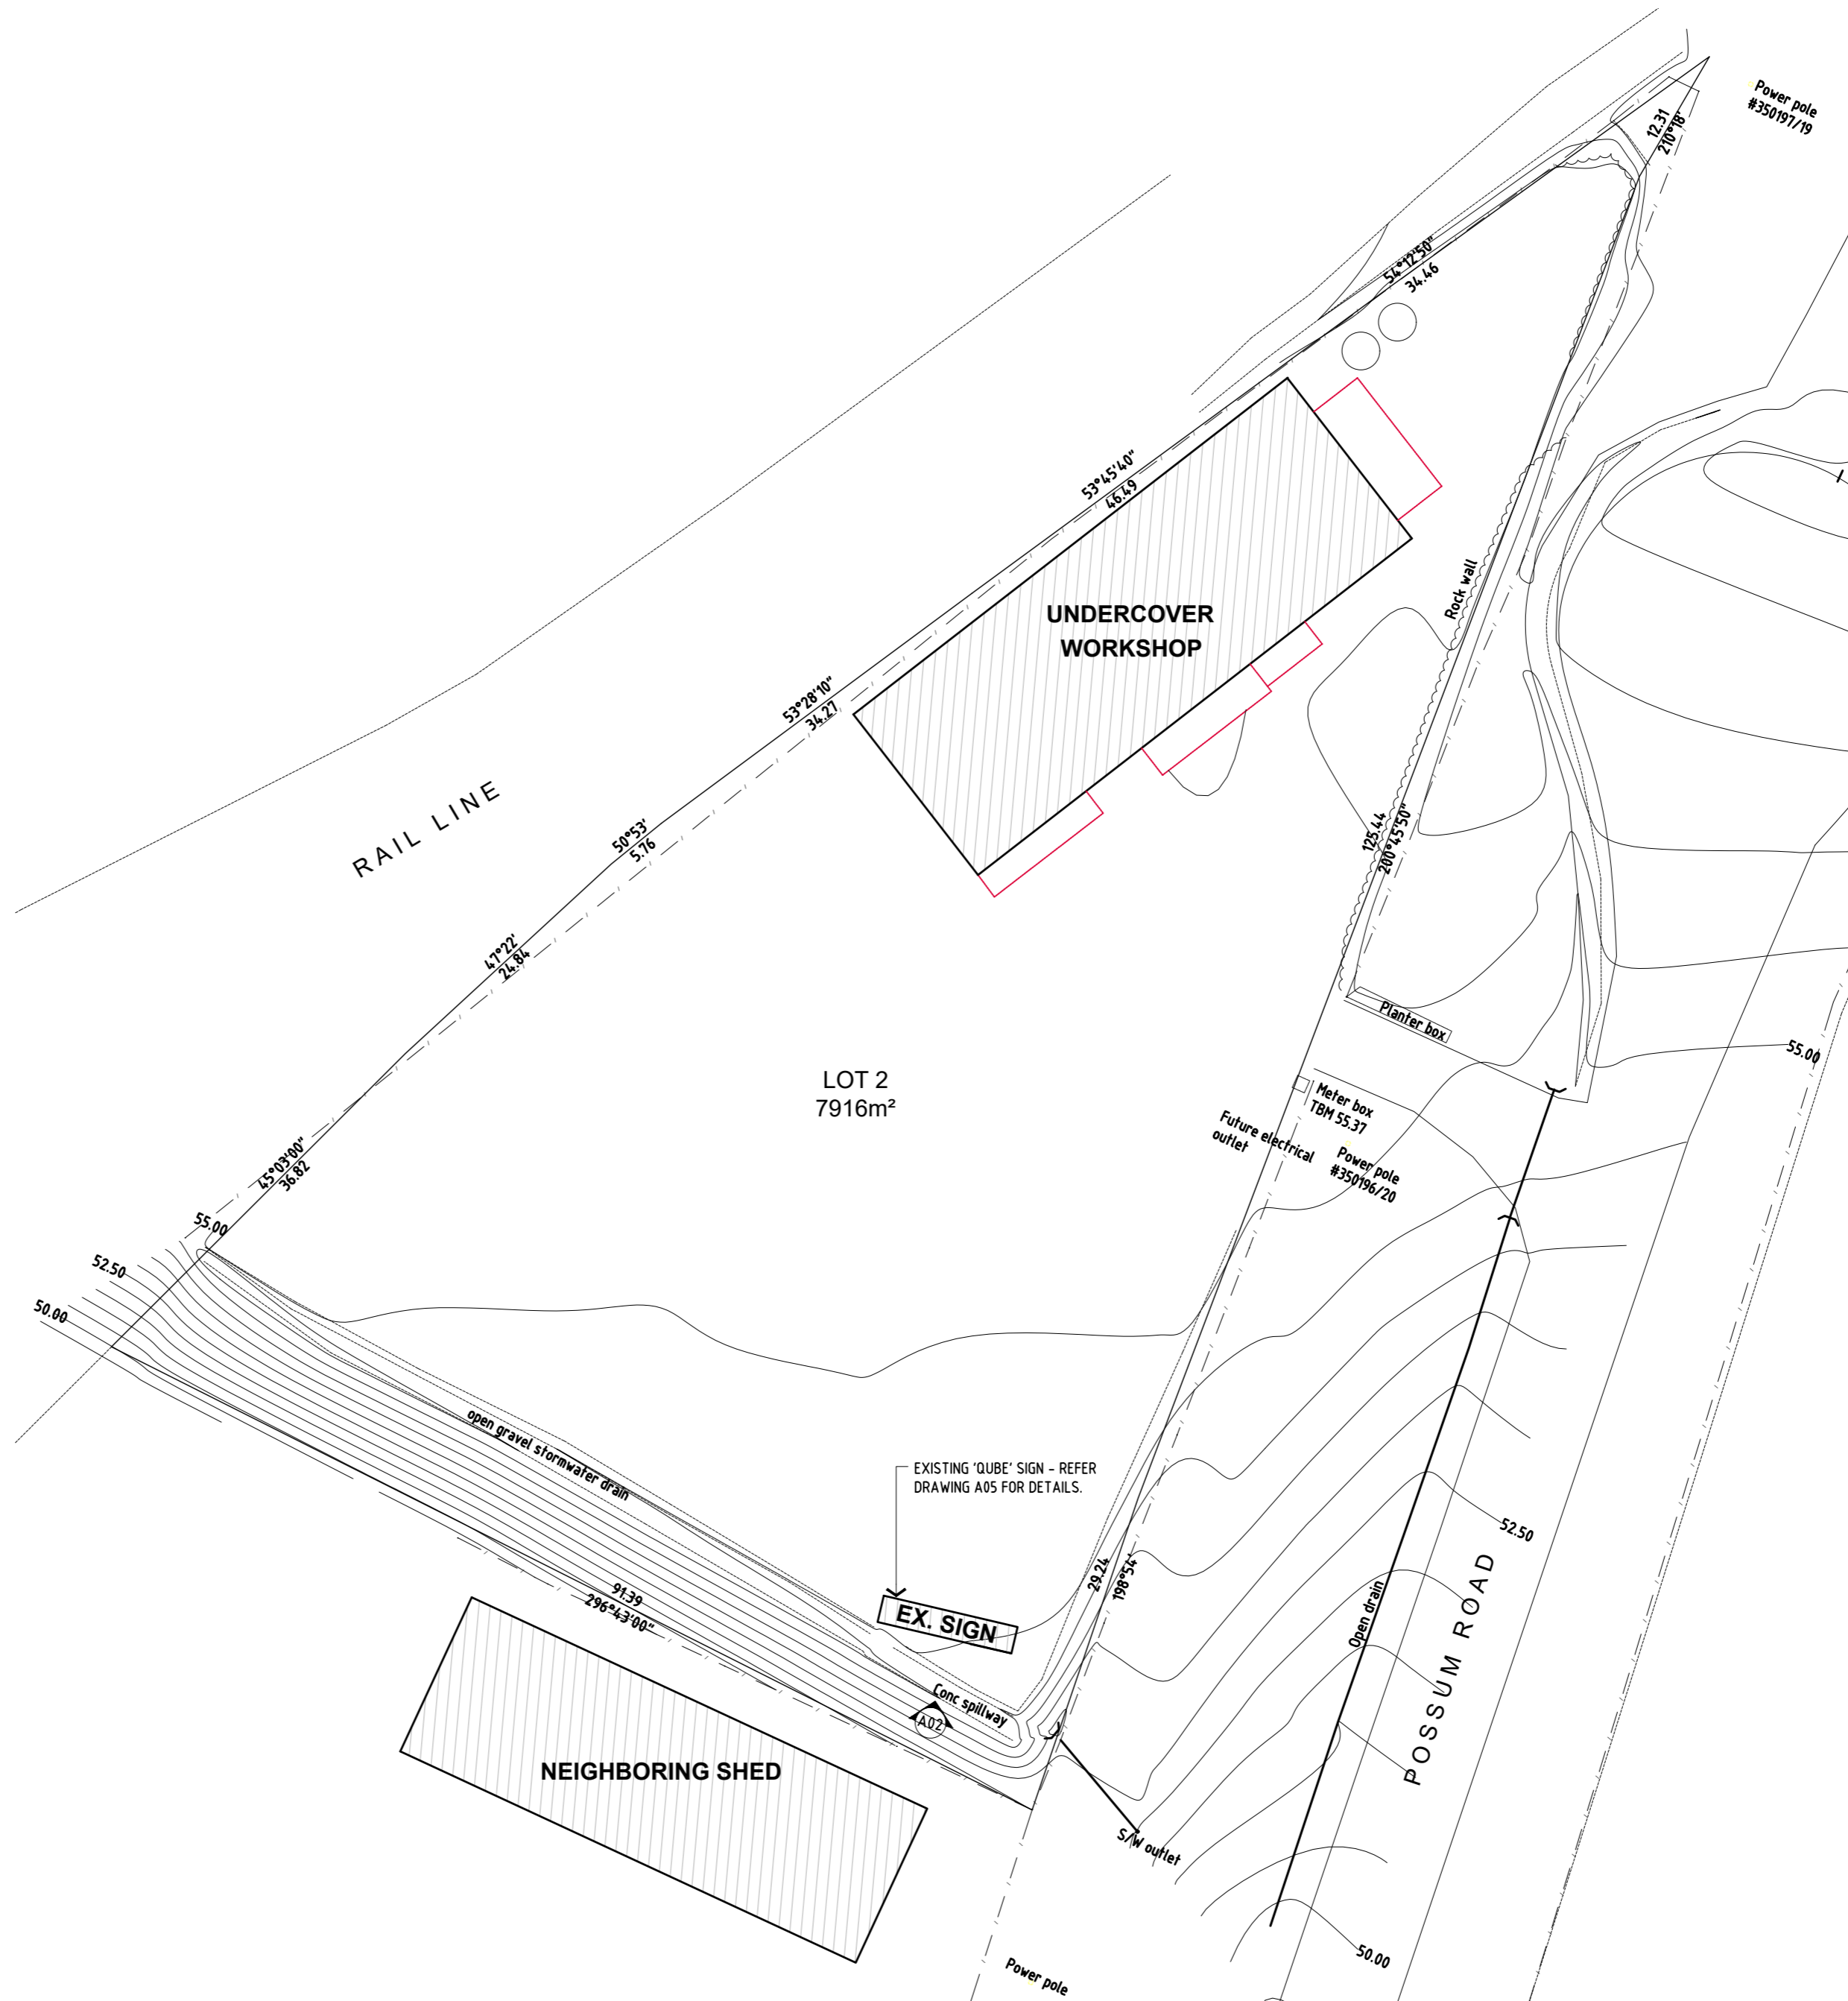 Power pole
#350197/19
12.31
210°18'
54°12'50"
34.46
53°45'40"
46.49
UNDERCOVER
WORKSHOP
Rock wall
53°28'10"
34.27
RAIL LINE
50°53'
5.76
125.44
200°45'50"
47°22'
24.84
Planter box
55.00
LOT 2
7916m²
Meter box
TBM 55.37
Future electrical
outlet
Power pole
#350196/20
45°03'00"
36.82
55.00
52.50
50.00
open gravel stormwater drain
EXISTING 'QUBE' SIGN - REFER
DRAWING A05 FOR DETAILS.
52.50
29.24
198°54'
91.39
296°43'00"
EX. SIGN
Open drain
POSSUM ROAD
Conc spillway
A02
NEIGHBORING SHED
S/W outlet
50.00
Power pole